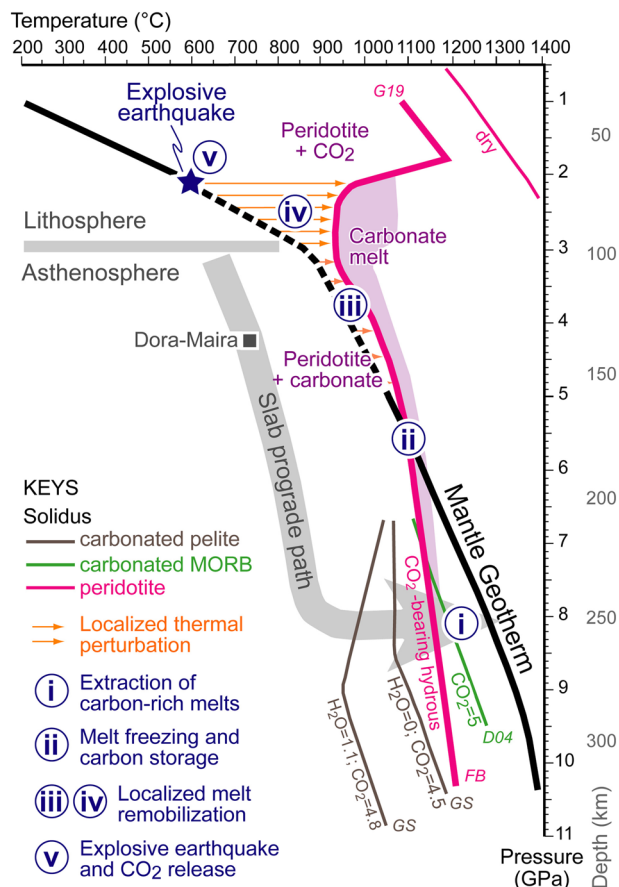 Temperature (°C)
200 300 400 500 600 700 800 900 1000 1100 1200 1300 1400
Explosive
earthquake
v
G19
dry
Peridotite
+ CO2
1
50
2
iv
Lithosphere
Carbonate
melt
3
100
Asthenosphere
iii
Dora-Maira
4
Peridotite
+ carbonate
150
5
Slab prograde path
ii
6
Mantle Geotherm
200
KEYS
Solidus
carbonated pelite
carbonated MORB
peridotite
7
Localized thermal
perturbation
CO2-bearing hydrous
i
8
250
i
Extraction of
carbon-rich melts
H2O=1.1; CO2=4.8
H2O=0; CO2=4.5
CO2=5
9
D04
ii
Melt freezing and
carbon storage
300
10
FB
GS
GS
iii iv Localized melt
remobilization
11
v
Explosive earthquake
and CO2 release
Pressure
(GPa)
Depth (km)